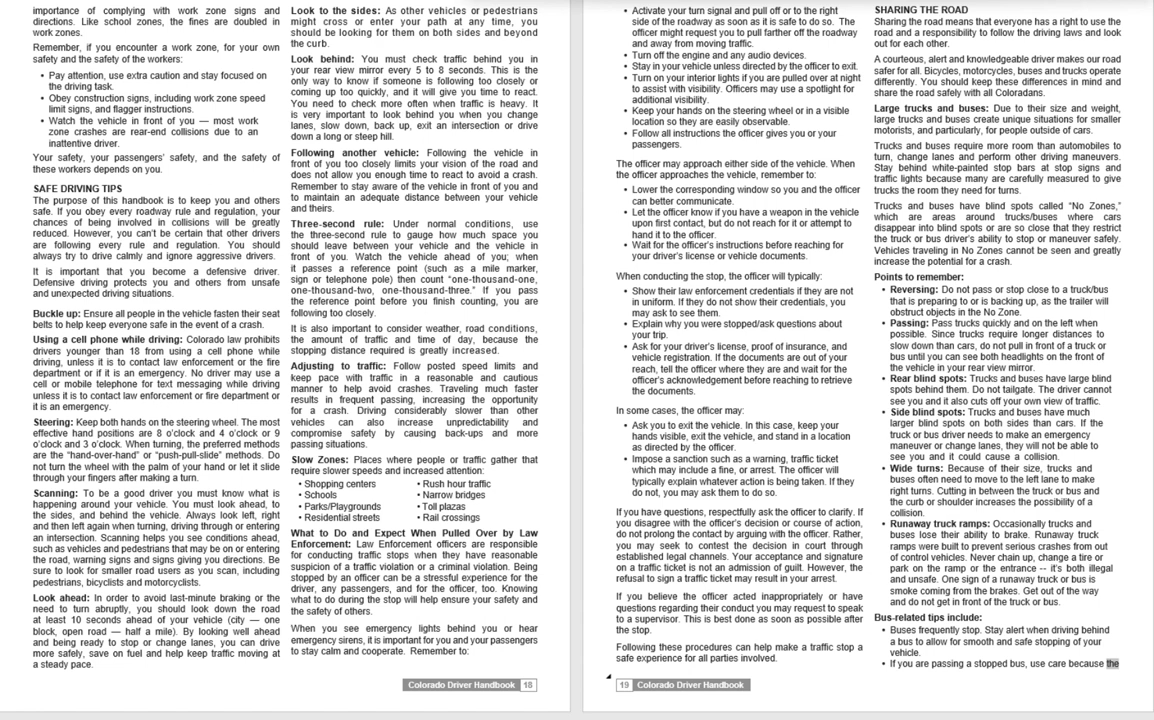 importance of complying with work zone signs and
directions. Like school zones, the fines are doubled in
work zones.
Remember, if you encounter a work zone, for your own
safety and the safety of the workers:
• Pay attention, use extra caution and stay focused on
the driving task.
• Obey construction signs, including work zone speed
limit signs, and flagger instructions.
• Watch the vehicle in front of you — most work
zone crashes are rear-end collisions due to an
inattentive driver.
Your safety, your passengers' safety, and the safety of
these workers depends on you.
SAFE DRIVING TIPS
The purpose of this handbook is to keep you and others
safe. If you obey every roadway rule and regulation, your
chances of being involved in collisions will be greatly
reduced. However, you can't be certain that other drivers
are following every rule and regulation. You should
always try to drive calmly and ignore aggressive drivers.
It is important that you become a defensive driver.
Defensive driving protects you and others from unsafe
and unexpected driving situations.
Buckle up: Ensure all people in the vehicle fasten their seat
belts to help keep everyone safe in the event of a crash.
Using a cell phone while driving: Colorado law prohibits
drivers younger than 18 from using a cell phone while
driving, unless it is to contact law enforcement or the fire
department or if it is an emergency. No driver may use a
cell or mobile telephone for text messaging while driving
unless it is to contact law enforcement or fire department or
it is an emergency.
Steering: Keep both hands on the steering wheel. The most
effective hand positions are 8 o'clock and 4 o'clock or 9
o'clock and 3 o'clock. When turning, the preferred methods
are the "hand-over-hand" or "push-pull-slide" methods. Do
not turn the wheel with the palm of your hand or let it slide
through your fingers after making a turn.
Scanning: To be a good driver you must know what is
happening around your vehicle. You must look ahead, to
the sides, and behind the vehicle. Always look left, right
and then left again when turning, driving through or entering
an intersection. Scanning helps you see conditions ahead,
such as vehicles and pedestrians that may be on or entering
the road, warning signs and signs giving you directions. Be
sure to look for smaller road users as you scan, including
pedestrians, bicyclists and motorcyclists.
Look ahead: In order to avoid last-minute braking or the
need to turn abruptly, you should look down the road
at least 10 seconds ahead of your vehicle (city — one
block, open road — half a mile). By looking well ahead
and being ready to stop or change lanes, you can drive
more safely, save on fuel and help keep traffic moving at
a steady pace.
Look to the sides: As other vehicles or pedestrians
might cross or enter your path at any time, you
should be looking for them on both sides and beyond
the curb.
Look behind: You must check traffic behind you in
your rear view mirror every 5 to 8 seconds. This is the
only way to know if someone is following too closely or
coming up too quickly, and it will give you time to react.
You need to check more often when traffic is heavy. It
is very important to look behind you when you change
lanes, slow down, back up, exit an intersection or drive
down a long or steep hill.
Following another vehicle: Following the vehicle in
front of you too closely limits your vision of the road and
does not allow you enough time to react to avoid a crash.
Remember to stay aware of the vehicle in front of you and
to maintain an adequate distance between your vehicle
and theirs.
Three-second rule: Under normal conditions, use
the three-second rule to gauge how much space you
should leave between your vehicle and the vehicle in
front of you. Watch the vehicle ahead of you; when
it passes a reference point (such as a mile marker,
sign or telephone pole) then count "one-thousand-one,
one-thousand-two, one-thousand-three." If you pass
the reference point before you finish counting, you are
following too closely.
It is also important to consider weather, road conditions,
the amount of traffic and time of day, because the
stopping distance required is greatly increased.
Adjusting to traffic: Follow posted speed limits and
keep pace with traffic in a reasonable and cautious
manner to help avoid crashes. Traveling much faster
results in frequent passing, increasing the opportunity
for a crash. Driving considerably slower than other
vehicles can also increase unpredictability and
compromise safety by causing back-ups and more
passing situations.
Slow Zones: Places where people or traffic gather that
require slower speeds and increased attention:
• Shopping centers • Rush hour traffic
• Schools • Narrow bridges
• Parks/Playgrounds • Toll plazas
• Residential streets • Rail crossings
What to Do and Expect When Pulled Over by Law
Enforcement: Law Enforcement officers are responsible
for conducting traffic stops when they have reasonable
suspicion of a traffic violation or a criminal violation. Being
stopped by an officer can be a stressful experience for the
driver, any passengers, and for the officer, too. Knowing
what to do during the stop will help ensure your safety and
the safety of others.
When you see emergency lights behind you or hear
emergency sirens, it is important for you and your passengers
to stay calm and cooperate. Remember to:
Colorado Driver Handbook 18
• Activate your turn signal and pull off or to the right
side of the roadway as soon as it is safe to do so. The
officer might request you to pull farther off the roadway
and away from moving traffic.
• Turn off the engine and any audio devices.
• Stay in your vehicle unless directed by the officer to exit.
• Turn on your interior lights if you are pulled over at night
to assist with visibility. Officers may use a spotlight for
additional visibility.
• Keep your hands on the steering wheel or in a visible
location so they are easily observable.
• Follow all instructions the officer gives you or your
passengers.
The officer may approach either side of the vehicle. When
the officer approaches the vehicle, remember to:
• Lower the corresponding window so you and the officer
can better communicate.
• Let the officer know if you have a weapon in the vehicle
upon first contact, but do not reach for it or attempt to
hand it to the officer.
• Wait for the officer's instructions before reaching for
your driver's license or vehicle documents.
When conducting the stop, the officer will typically:
• Show their law enforcement credentials if they are not
in uniform. If they do not show their credentials, you
may ask to see them.
• Explain why you were stopped/ask questions about
your trip.
• Ask for your driver's license, proof of insurance, and
vehicle registration. If the documents are out of your
reach, tell the officer where they are and wait for the
officer's acknowledgement before reaching to retrieve
the documents.
In some cases, the officer may:
• Ask you to exit the vehicle. In this case, keep your
hands visible, exit the vehicle, and stand in a location
as directed by the officer.
• Impose a sanction such as a warning, traffic ticket
which may include a fine, or arrest. The officer will
typically explain whatever action is being taken. If they
do not, you may ask them to do so.
If you have questions, respectfully ask the officer to clarify. If
you disagree with the officer's decision or course of action,
do not prolong the contact by arguing with the officer. Rather,
you may seek to contest the decision in court through
established legal channels. Your acceptance and signature
on a traffic ticket is not an admission of guilt. However, the
refusal to sign a traffic ticket may result in your arrest.
If you believe the officer acted inappropriately or have
questions regarding their conduct you may request to speak
to a supervisor. This is best done as soon as possible after
the stop.
Following these procedures can help make a traffic stop a
safe experience for all parties involved.
SHARING THE ROAD
Sharing the road means that everyone has a right to use the
road and a responsibility to follow the driving laws and look
out for each other.
A courteous, alert and knowledgeable driver makes our road
safer for all. Bicycles, motorcycles, buses and trucks operate
differently. You should keep these differences in mind and
share the road safely with all Coloradans.
Large trucks and buses: Due to their size and weight,
large trucks and buses create unique situations for smaller
motorists, and particularly, for people outside of cars.
Trucks and buses require more room than automobiles to
turn, change lanes and perform other driving maneuvers.
Stay behind white-painted stop bars at stop signs and
traffic lights because many are carefully measured to give
trucks the room they need for turns.
Trucks and buses have blind spots called "No Zones,"
which are areas around trucks/buses where cars
disappear into blind spots or are so close that they restrict
the truck or bus driver's ability to stop or maneuver safely.
Vehicles traveling in No Zones cannot be seen and greatly
increase the potential for a crash.
Points to remember:
• Reversing: Do not pass or stop close to a truck/bus
that is preparing to or is backing up, as the trailer will
obstruct objects in the No Zone.
• Passing: Pass trucks quickly and on the left when
possible. Since trucks require longer distances to
slow down than cars, do not pull in front of a truck or
bus until you can see both headlights on the front of
the vehicle in your rear view mirror.
• Rear blind spots: Trucks and buses have large blind
spots behind them. Do not tailgate. The driver cannot
see you and it also cuts off your own view of traffic.
• Side blind spots: Trucks and buses have much
larger blind spots on both sides than cars. If the
truck or bus driver needs to make an emergency
maneuver or change lanes, they will not be able to
see you and it could cause a collision.
• Wide turns: Because of their size, trucks and
buses often need to move to the left lane to make
right turns. Cutting in between the truck or bus and
the curb or shoulder increases the possibility of a
collision.
• Runaway truck ramps: Occasionally trucks and
buses lose their ability to brake. Runaway truck
ramps were built to prevent serious crashes from out
of control vehicles. Never chain up, change a tire or
park on the ramp or the entrance -- it's both illegal
and unsafe. One sign of a runaway truck or bus is
smoke coming from the brakes. Get out of the way
and do not get in front of the truck or bus.
Bus-related tips include:
• Buses frequently stop. Stay alert when driving behind
a bus to allow for smooth and safe stopping of your
vehicle.
• If you are passing a stopped bus, use care because the
19 Colorado Driver Handbook